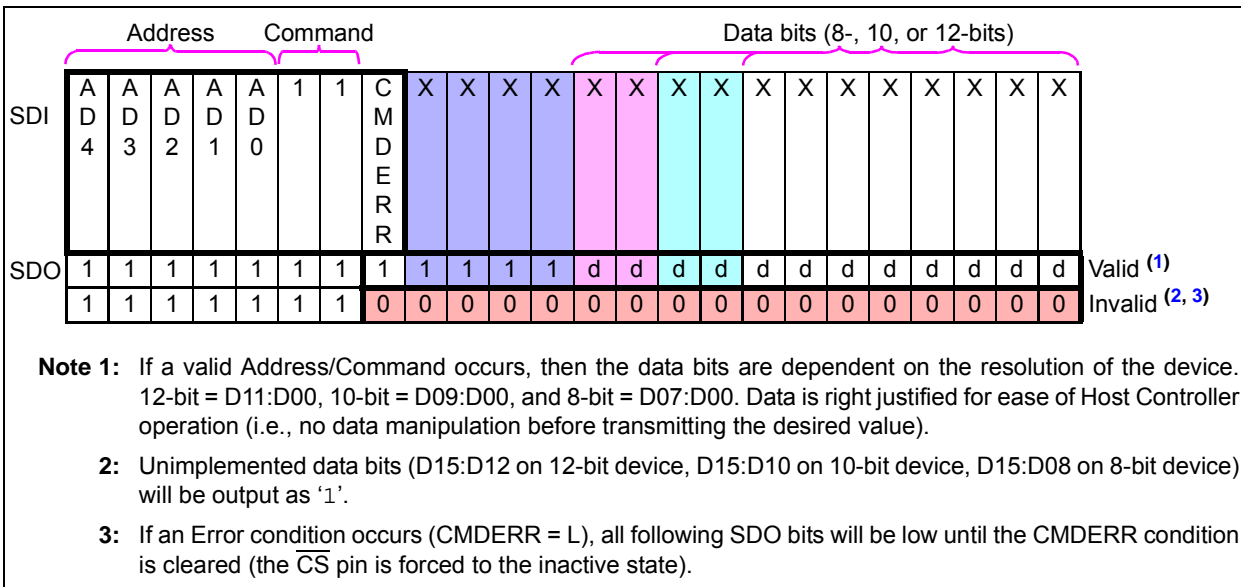 Address Command Data bits (8-, 10, or 12-bits)
SDI AD4 AD3 AD2 AD1 AD0 1 1 CMDERR X X X X X X X X X X X X X X X X
SDO 1 1 1 1 1 1 1 1 1 1 1 1 d d d d d d d d d d d d Valid (1)
1 1 1 1 1 1 1 0 0 0 0 0 0 0 0 0 0 0 0 0 0 0 0 0 Invalid (2, 3)
Note 1: If a valid Address/Command occurs, then the data bits are dependent on the resolution of the device.
12-bit = D11:D00, 10-bit = D09:D00, and 8-bit = D07:D00. Data is right justified for ease of Host Controller
operation (i.e., no data manipulation before transmitting the desired value).
2: Unimplemented data bits (D15:D12 on 12-bit device, D15:D10 on 10-bit device, D15:D08 on 8-bit device)
will be output as ‘1’.
3: If an Error condition occurs (CMDERR = L), all following SDO bits will be low until the CMDERR condition
is cleared (the CS pin is forced to the inactive state).